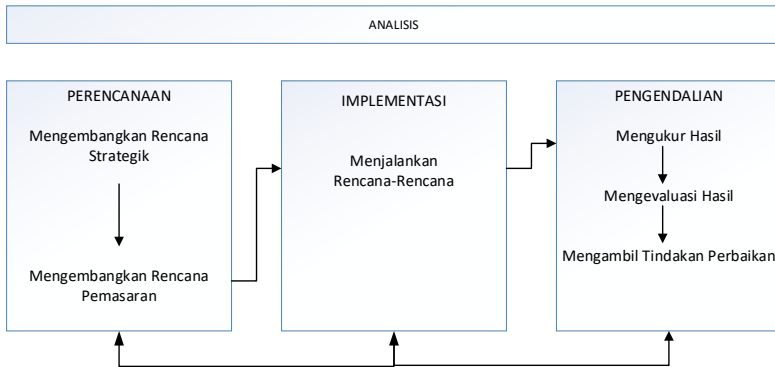 ANALISIS
PERENCANAAN
Mengembangkan Rencana
Strategik
Mengembangkan Rencana
Pemasaran
IMPLEMENTASI
Menjalankan
Rencana-Rencana
PENGENDALIAN
Mengukur Hasil
Mengevaluasi Hasil
Mengambil Tindakan Perbaikan